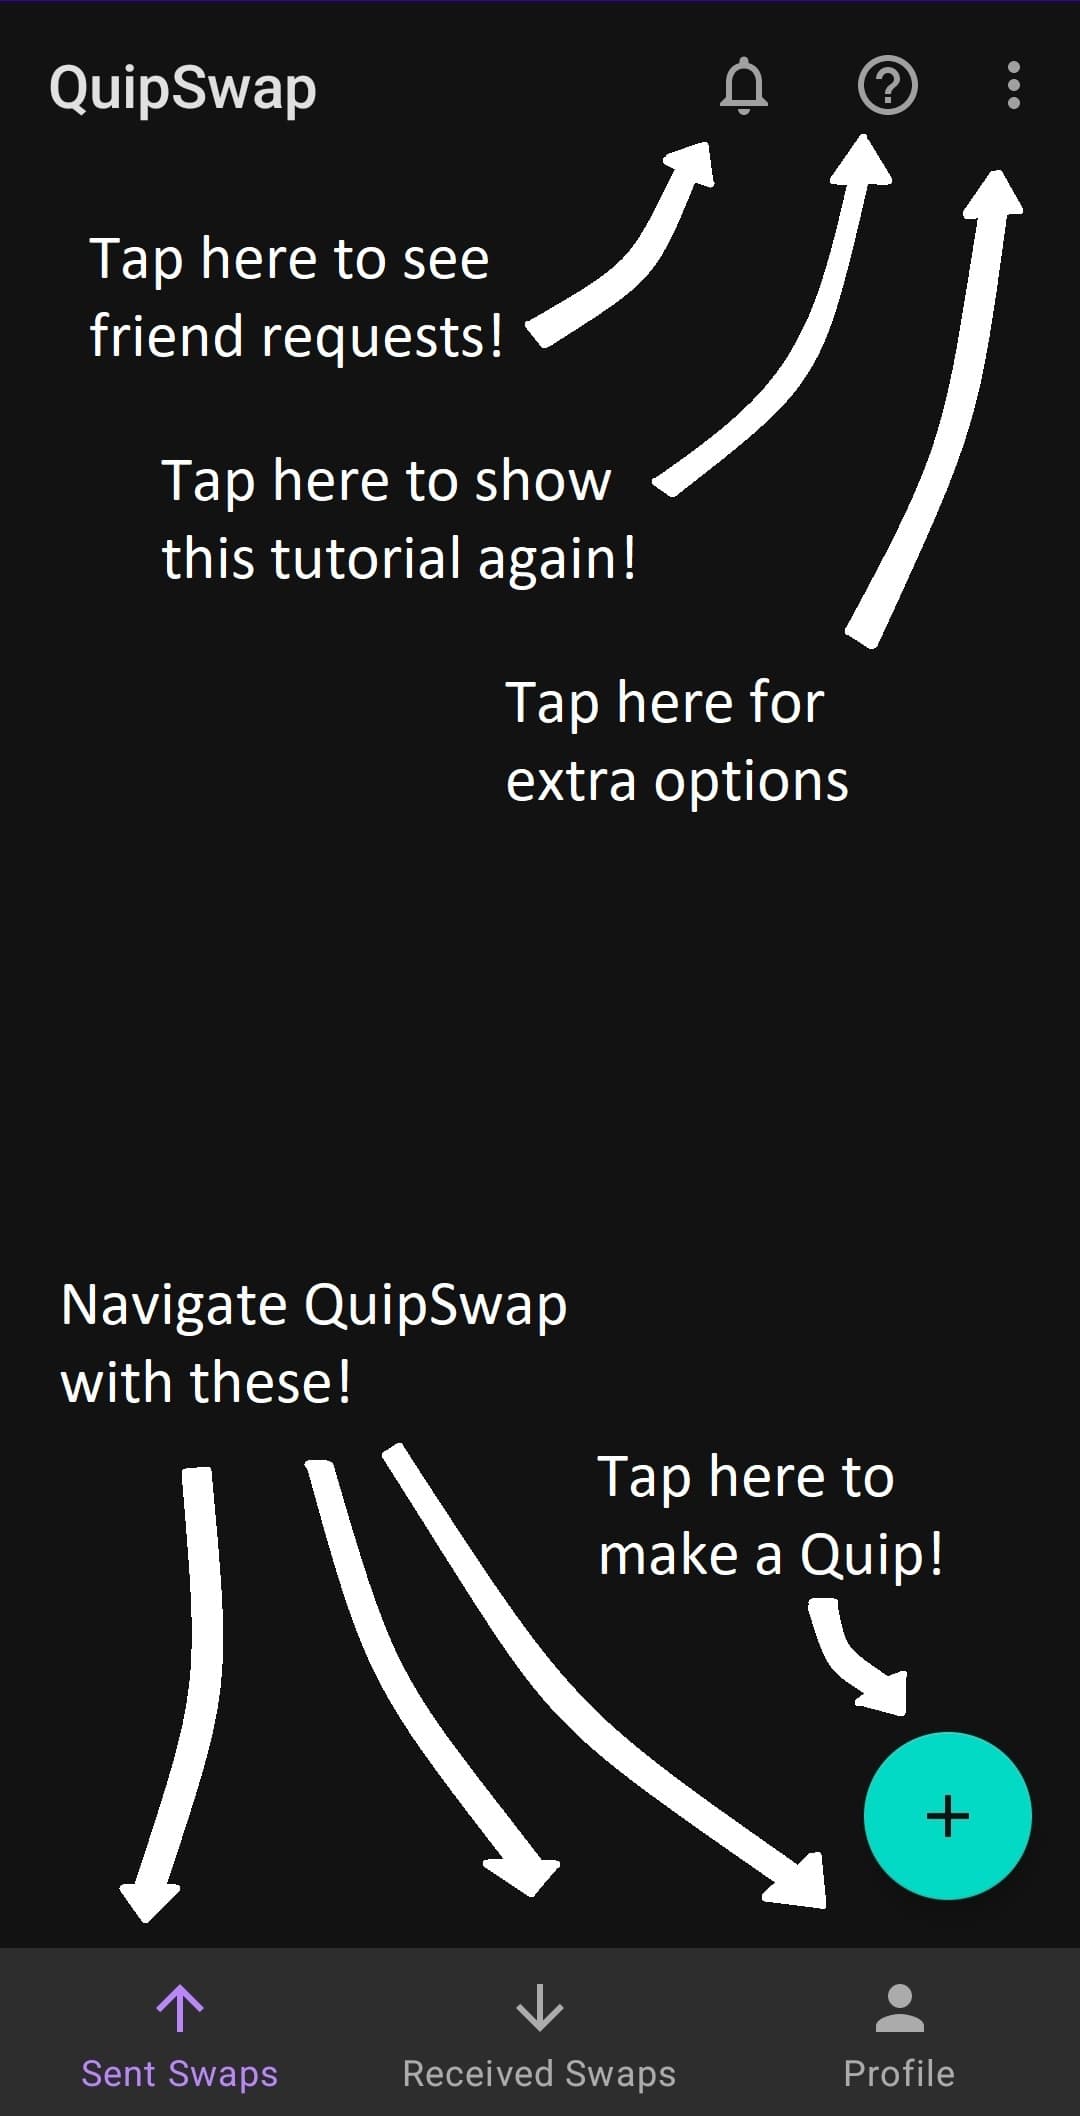 QuipSwap
Tap here to see
friend requests!
Tap here to show
this tutorial again!
Tap here for
extra options
Navigate QuipSwap
with these!
Tap here to
make a Quip!
Sent Swaps
Received Swaps
Profile